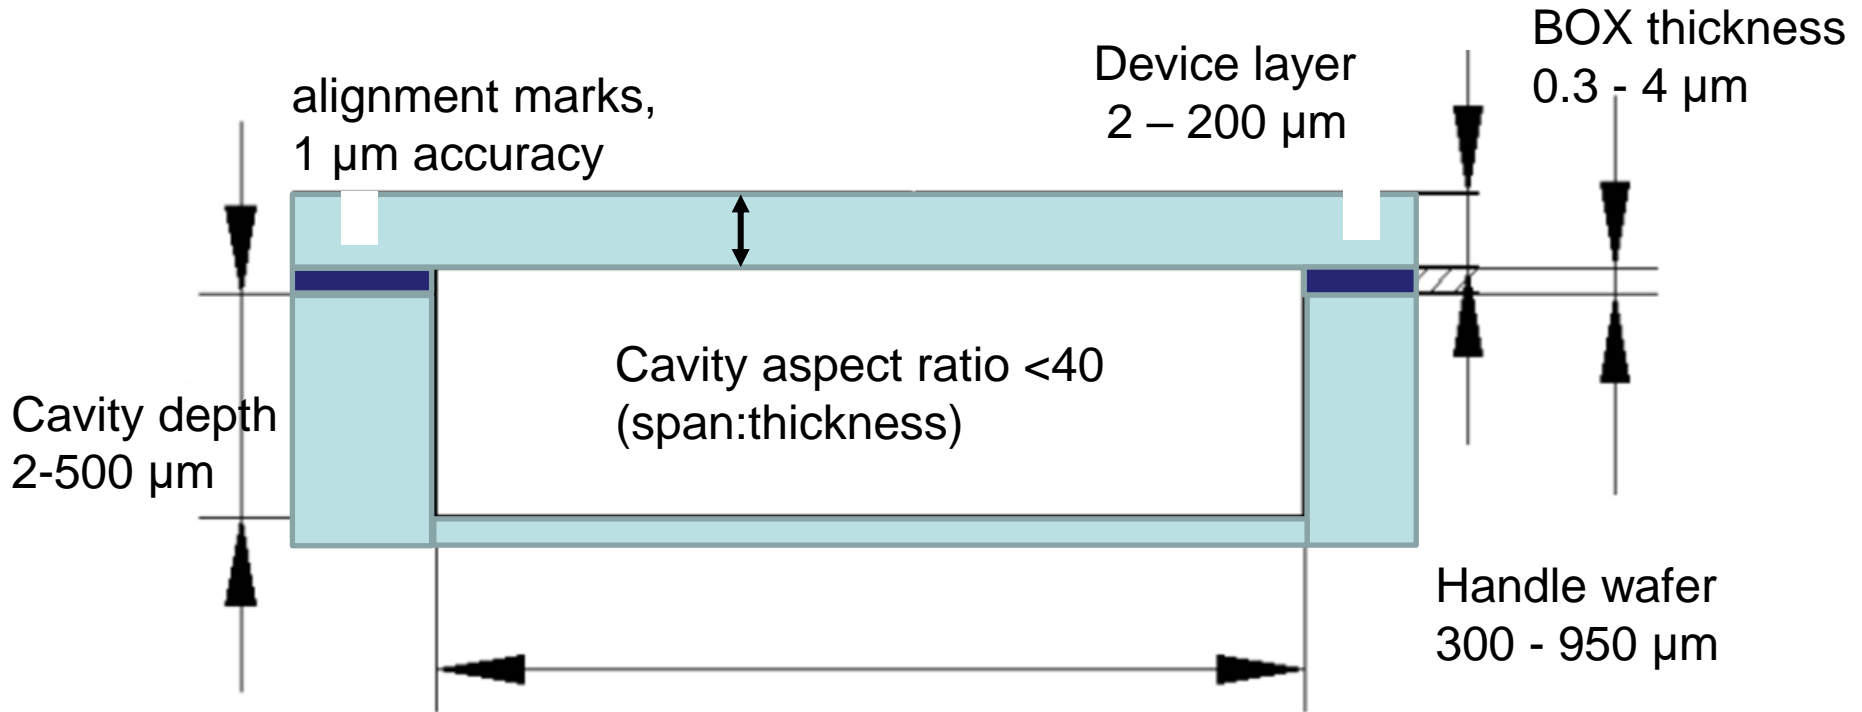 BOX thickness
0.3 - 4 µm
Device layer
2 – 200 µm
alignment marks,
1 µm accuracy
Cavity aspect ratio <40
(span:thickness)
Cavity depth
2-500 µm
Handle wafer
300 - 950 µm